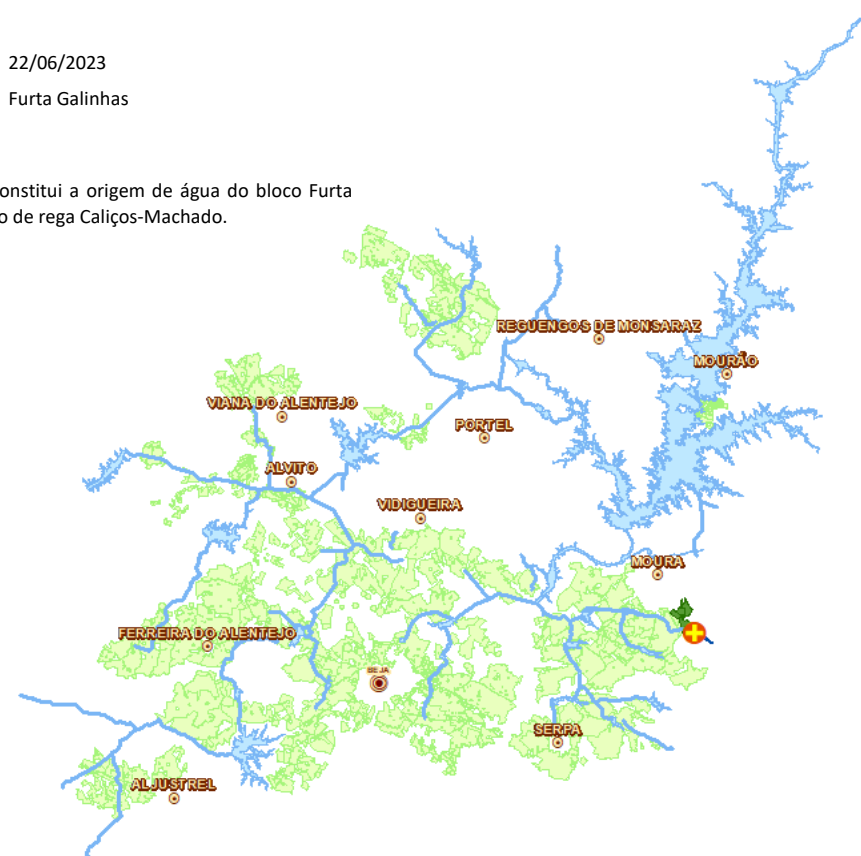 22/06/2023
Furta Galinhas
onstitui a origem de água do bloco Furta
o de rega Caliços-Machado.
REGUENGOS DE MONSARAZ
MOURÃO
VIANA DO ALENTEJO
PORTEL
ALVITO
VIDIGUEIRA
MOURA
FERREIRA DO ALENTEJO
BEJA
SERPA
ALJUSTREL